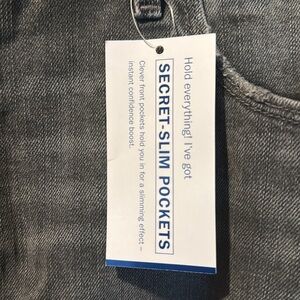 Hold everything! I've got
SECRET-SLIM POCKETS
Clever front pockets hold you in for a slimming effect –
instant confidence boost.